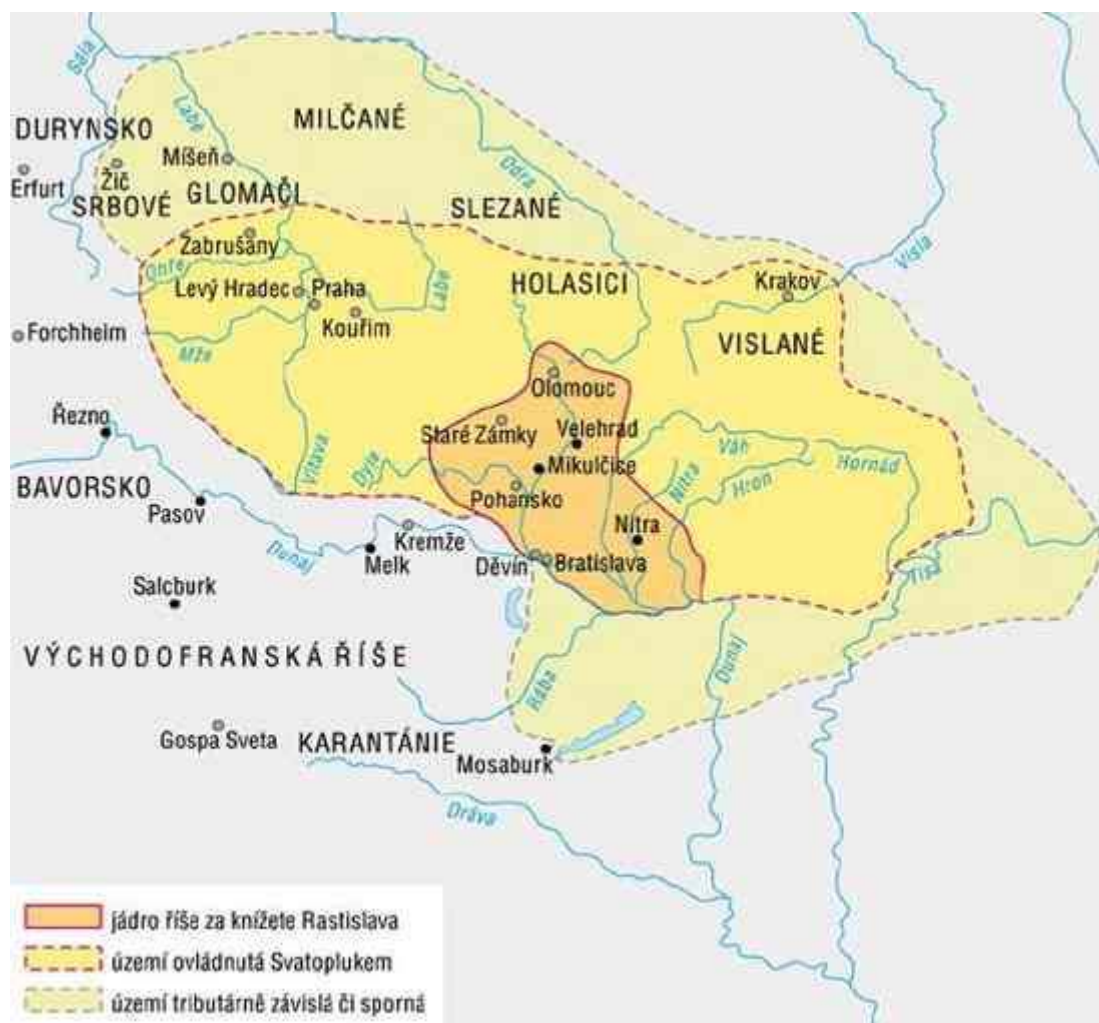 Sála
Labe
DURYNSKO
MILČANÉ
Míšeň
Odra
Erfurt
Žič
SRBOVÉ
GLOMAČI
SLEZANÉ
Zabrušany
Visla
Ohře
Levý Hradec
Praha
Labe
HOLASICI
Krakov
Kouřim
Forchheim
Mže
VISLANÉ
Olomouc
Řezno
Staré Zámky
Velehrad
Váh
Vltava
Dyje
Mikulčice
Nitra
Hron
Hornád
BAVORSKO
Pohansko
Pasov
Nitra
Kremže
Dunaj
Melk
Děvín
Bratislava
Tisa
Salcburk
VÝCHODOFRANSKÁ ŘÍŠE
Rába
Dunaj
Gospa Sveta
KARANTÁNIE
Mosaburk
Dráva
jádro říše za knížete Rastislava
území ovládnutá Svatoplukem
území tributárně závislá či sporná